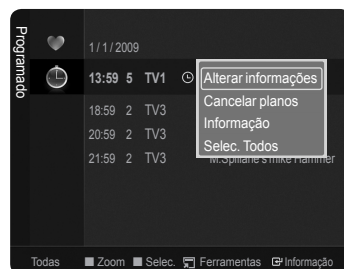 Programado
1 / 1 / 2009
13:59 5 TV1
18:59 2 TV3
20:59 2 TV3
21:59 2 TV3 M.Spillane's mike Hammer
Alterar informações
Cancelar planos
Informação
Selec. Todos
Todas Zoom Selec. Ferramentas Informação